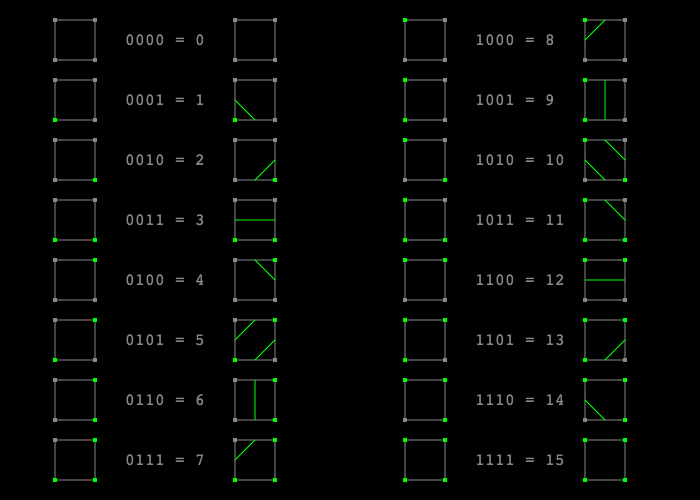 0000 = 0
0001 = 1
0010 = 2
0011 = 3
0100 = 4
0101 = 5
0110 = 6
0111 = 7
1000 = 8
1001 = 9
1010 = 10
1011 = 11
1100 = 12
1101 = 13
1110 = 14
1111 = 15